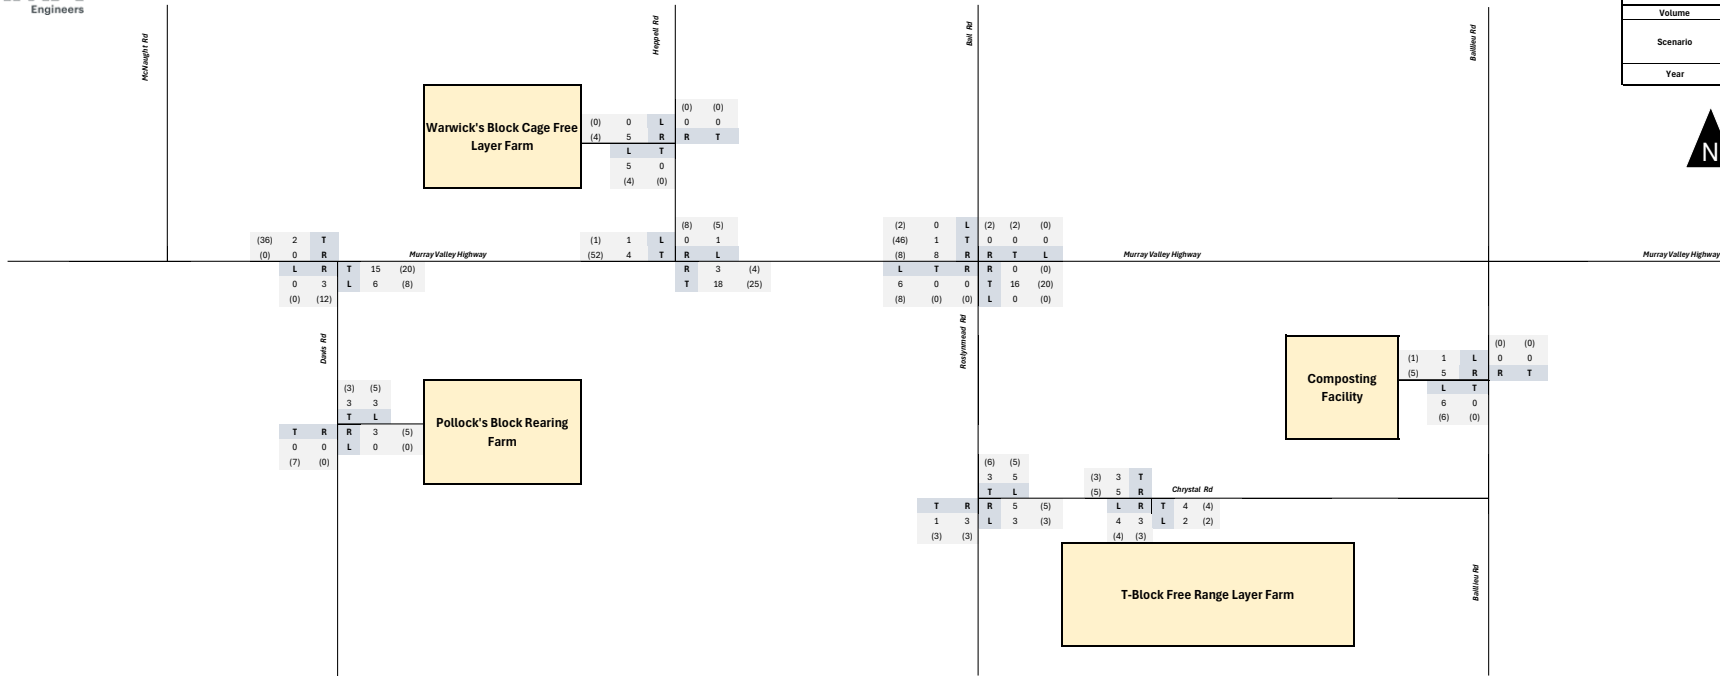 Engineers
Volume
Scenario
Year
N
McNaught Rd
Heppell Rd
Ball Rd
Baillieu Rd
Warwick's Block Cage Free
Layer Farm
(0) (0)
(0) 0 L 0 0
(4) 5 R R T
L T
5 0
(4) (0)
(36) 2 T
(0) 0 R
Murray Valley Highway
L R T 15 (20)
0 3 L 6 (8)
(0) (12)
(8) (5)
(1) 1 L 0 1
(52) 4 T R L
R 3 (4)
T 18 (25)
(2) 0 L (2) (2) (0)
(46) 1 T 0 0 0
(8) 8 R R T L
L T R R 0 (0)
6 0 0 T 16 (20)
(8) (0) (0) L 0 (0)
Murray Valley Highway
Murray Valley Highway
Davis Rd
Roslynmead Rd
(3) (5)
3 3
T L
T R R 3 (5)
0 0 L 0 (0)
(7) (0)
Pollock's Block Rearing
Farm
Composting
Facility
(0) (0)
(1) 1 L 0 0
(5) 5 R R T
L T
6 0
(6) (0)
(6) (5)
3 5
T L
T R R 5 (5)
1 3 L 3 (3)
(3) (3)
(3) 3 T
(5) 5 R
Chrystal Rd
L R T 4 (4)
4 3 L 2 (2)
(4) (3)
T-Block Free Range Layer Farm
Baillieu Rd